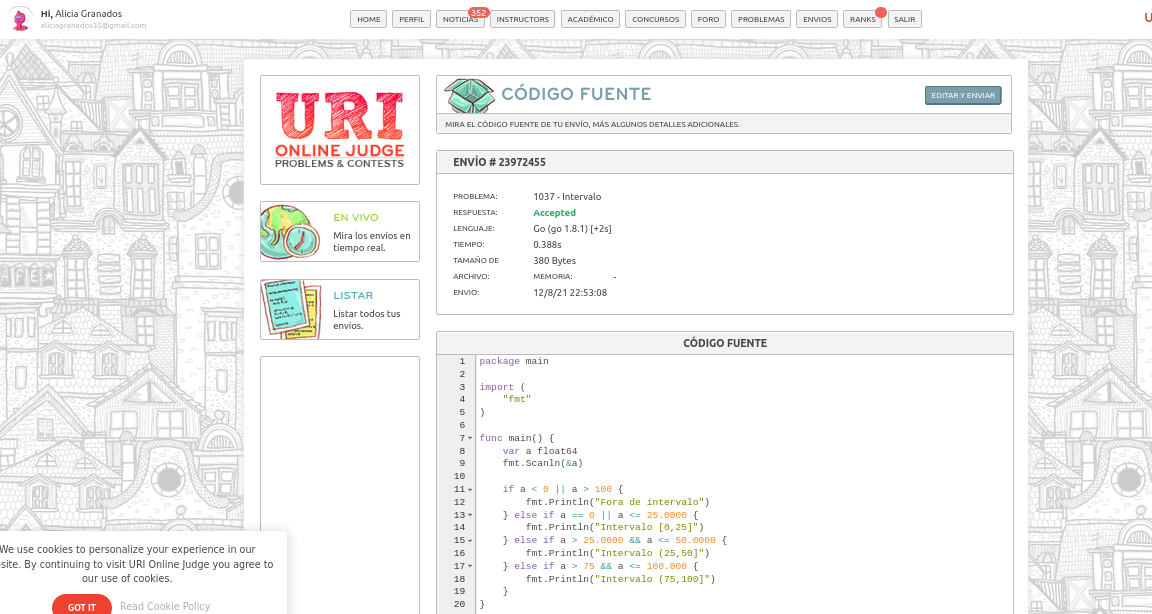 Hi, Alicia Granados
aliciagranados35@gmail.com
HOME PERFIL NOTICIAS 352 INSTRUCTORS ACADÉMICO CONCURSOS FORO PROBLEMAS ENVIOS RANKS SALIR
U
URI
ONLINE JUDGE
PROBLEMS & CONTESTS
EN VIVO
Mira los envíos en
tiempo real.
LISTAR
Listar todos tus
envíos.
CÓDIGO FUENTE
EDITAR Y ENVIAR
MIRA EL CÓDIGO FUENTE DE TU ENVÍO, MÁS ALGUNOS DETALLES ADICIONALES.
ENVÍO # 23972455
PROBLEMA: 1037 - Intervalo
RESPUESTA: Accepted
LENGUAJE: Go (go 1.8.1) [+2s]
TIEMPO: 0.388s
TAMAÑO DE 380 Bytes
ARCHIVO: MEMORIA: -
ENVIO: 12/8/21 22:53:08
CÓDIGO FUENTE
1 package main
2
3 import (
4 "fmt"
5 )
6
7 func main() {
8 var a float64
9 fmt.Scanln(&a)
10
11 if a < 0 || a > 100 {
12 fmt.Println("Fora de intervalo")
13 } else if a == 0 || a <= 25.0000 {
14 fmt.Println("Intervalo [0,25]")
15 } else if a > 25.0000 && a <= 50.0000 {
16 fmt.Println("Intervalo (25,50]")
17 } else if a > 75 && a <= 100.000 {
18 fmt.Println("Intervalo (75,100]")
19 }
20 }
We use cookies to personalize your experience in our
site. By continuing to visit URI Online Judge you agree to
our use of cookies.
GOT IT Read Cookie Policy